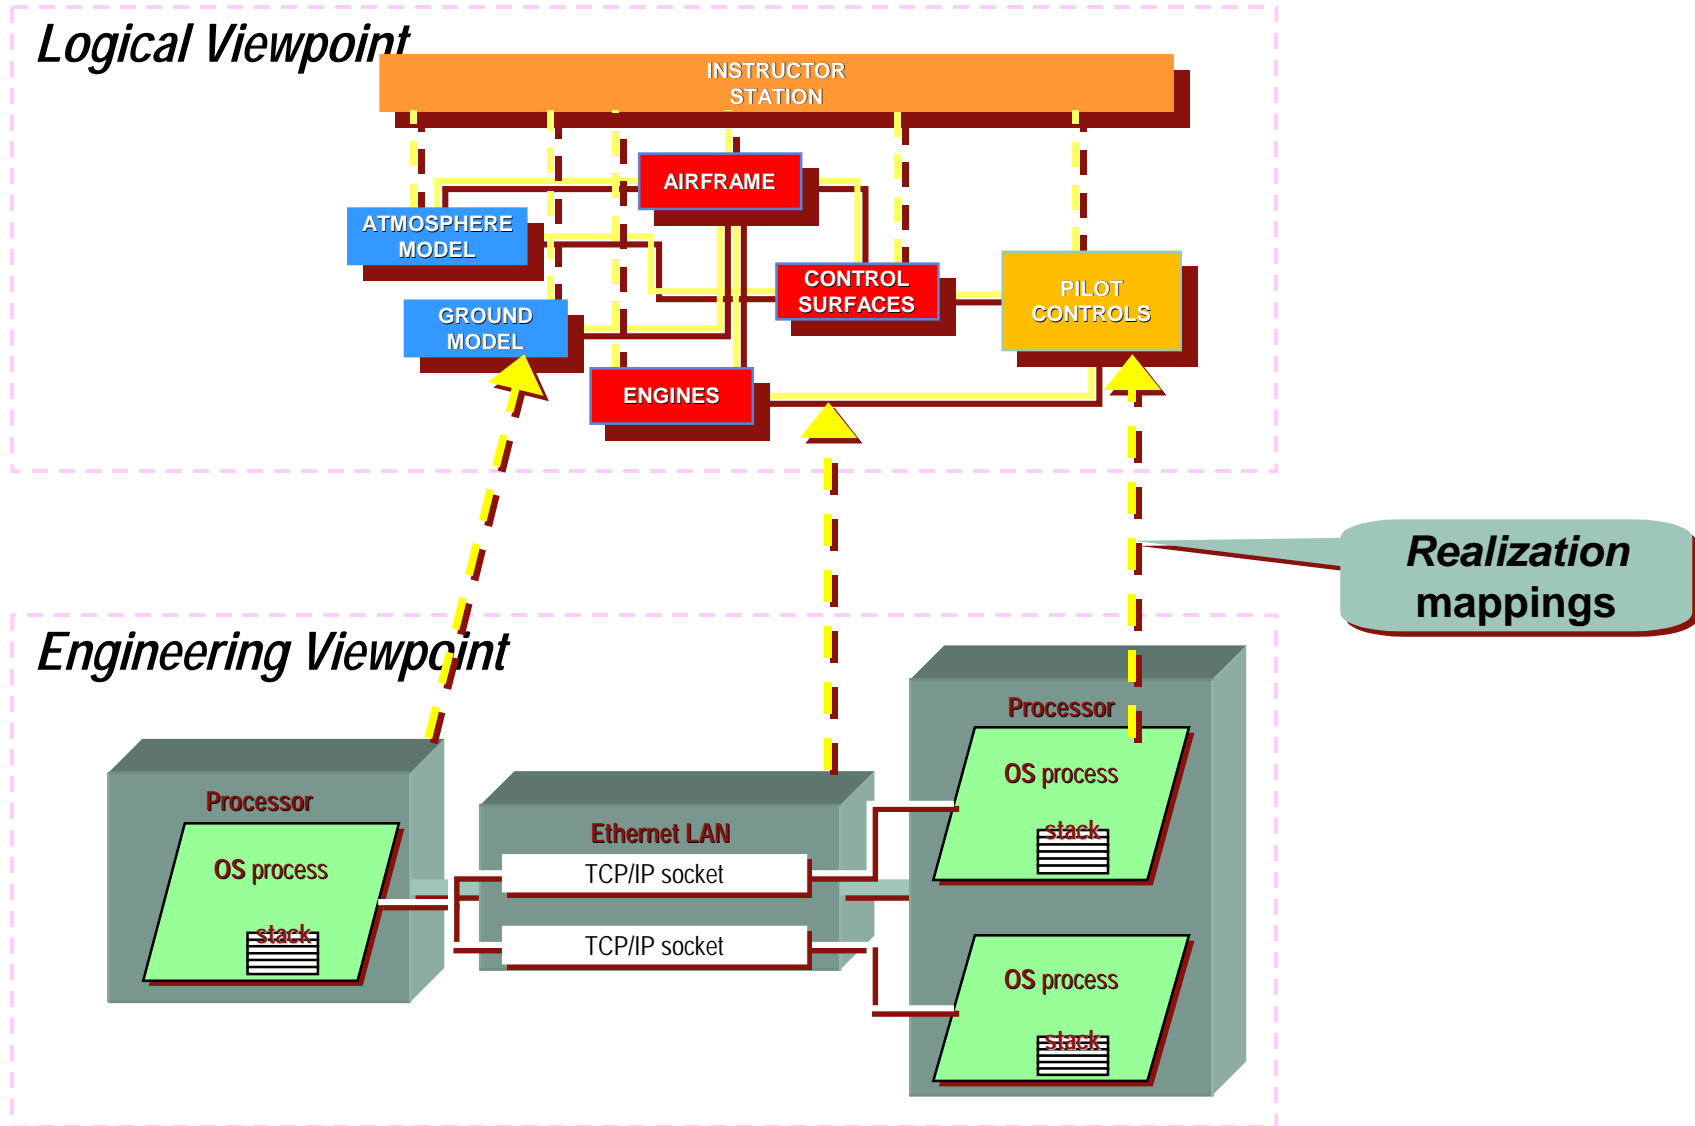 Logical Viewpoint
INSTRUCTOR
STATION
AIRFRAME
ATMOSPHERE
MODEL
CONTROL
SURFACES
PILOT
CONTROLS
GROUND
MODEL
ENGINES
Realization
mappings
Engineering Viewpoint
Processor
OS process
stack
Ethernet LAN
TCP/IP socket
TCP/IP socket
Processor
OS process
stack
OS process
stack